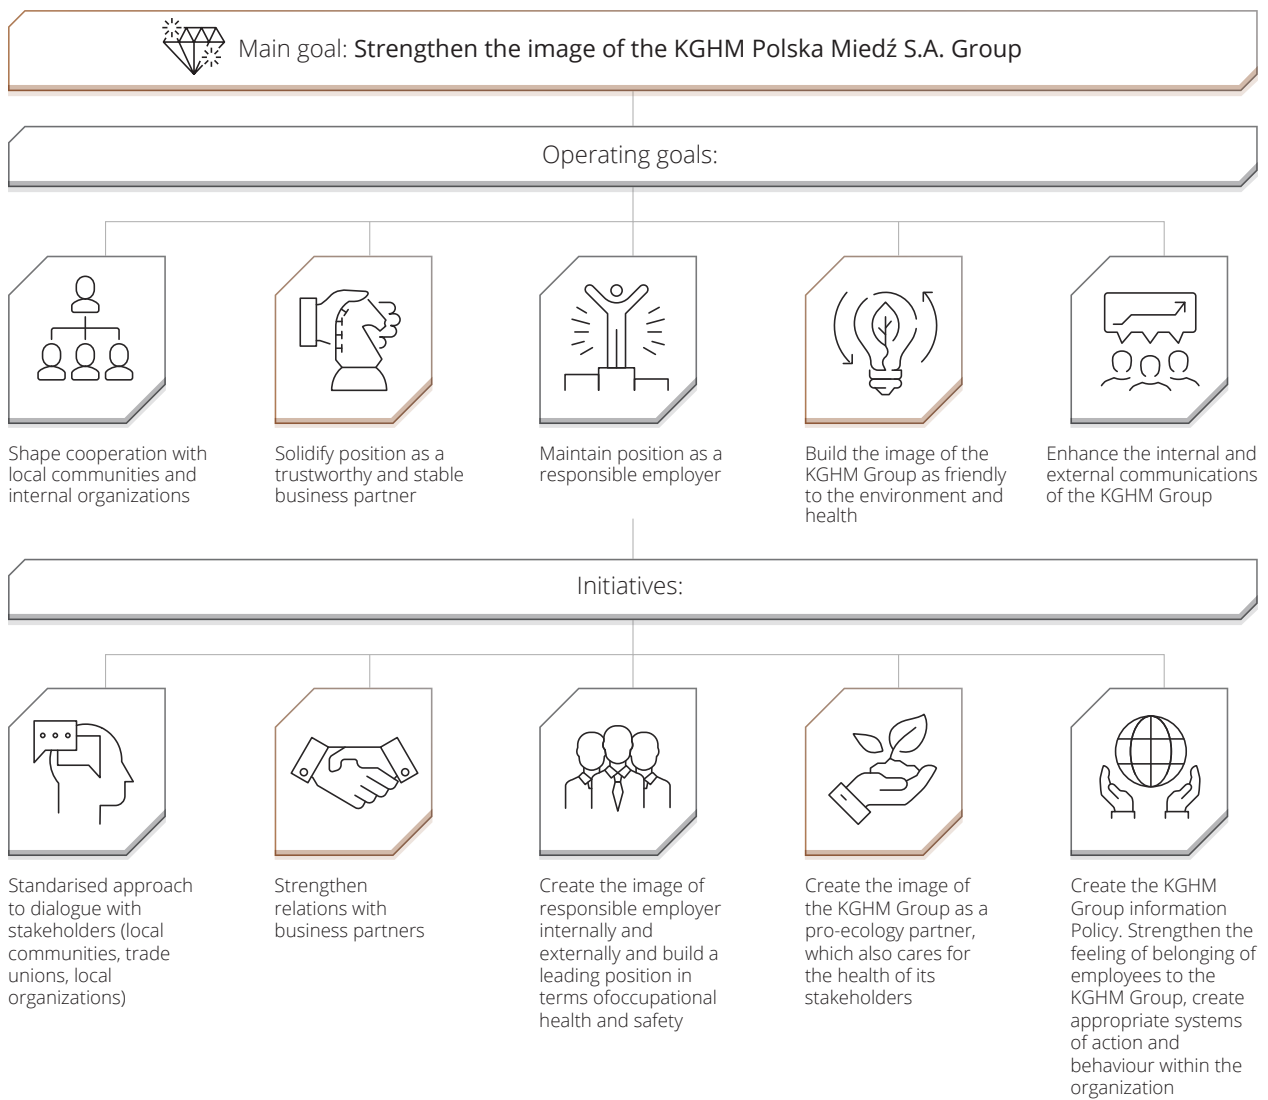 Main goal: Strengthen the image of the KGHM Polska Miedź S.A. Group
Operating goals:
Shape cooperation with
local communities and
internal organizations
Solidify position as a
trustworthy and stable
business partner
Maintain position as a
responsible employer
Build the image of the
KGHM Group as friendly
to the environment and
health
Enhance the internal and
external communications
of the KGHM Group
Initiatives:
Standarised approach
to dialogue with
stakeholders (local
communities, trade
unions, local
organizations)
Strengthen
relations with
business partners
Create the image of
responsible employer
internally and
externally and build a
leading position in
terms ofoccupational
health and safety
Create the image of
the KGHM Group as a
pro-ecology partner,
which also cares for
the health of its
stakeholders
Create the KGHM
Group information
Policy. Strengthen the
feeling of belonging of
employees to the
KGHM Group, create
appropriate systems
of action and
behaviour within the
organization